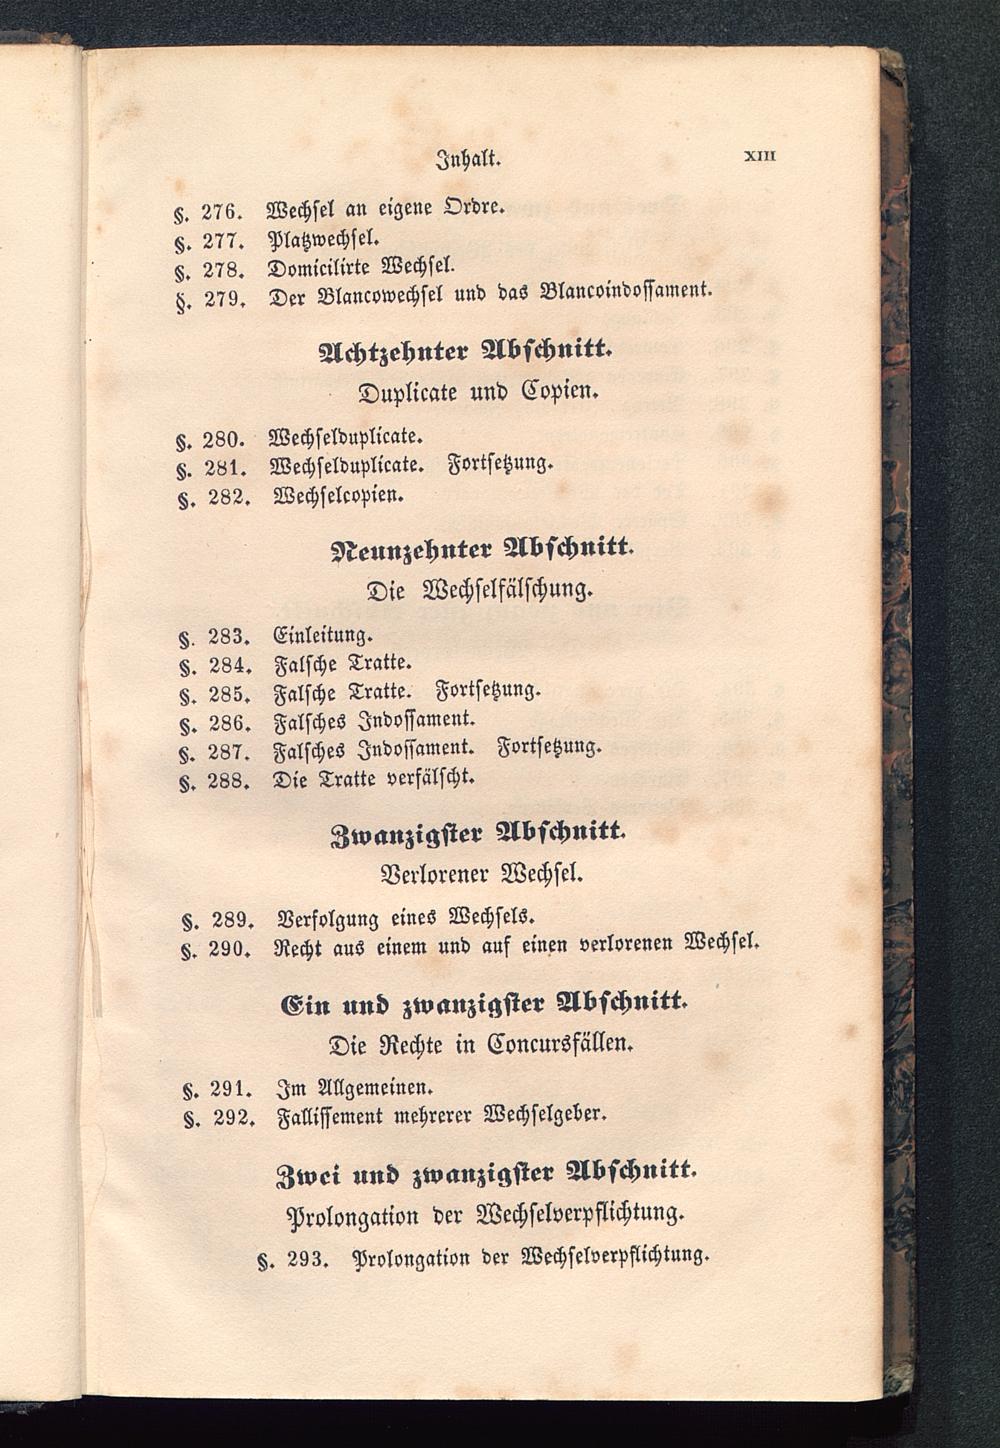 Inhalt. XIII
§. 276. Wechsel an eigene Ordre.
§. 277. Platzwechsel.
§. 278. Domicilirte Wechsel.
§. 279. Der Blancowechsel und das Blancoindossament.
Achtzehnter Abschnitt.
Duplicate und Copien.
§. 280. Wechselduplicate.
§. 281. Wechselduplicate. Fortsetzung.
§. 282. Wechselcopien.
Neunzehnter Abschnitt.
Die Wechselfälschung.
§. 283. Einleitung.
§. 284. Falsche Tratte.
§. 285. Falsche Tratte. Fortsetzung.
§. 286. Falsches Indossament.
§. 287. Falsches Indossament. Fortsetzung.
§. 288. Die Tratte verfälscht.
Zwanzigster Abschnitt.
Verlorener Wechsel.
§. 289. Verfolgung eines Wechsels.
§. 290. Recht aus einem und auf einen verlorenen Wechsel.
Ein und zwanzigster Abschnitt.
Die Rechte in Concursfällen.
§. 291. Im Allgemeinen.
§. 292. Fallissement mehrerer Wechselgeber.
Zwei und zwanzigster Abschnitt.
Prolongation der Wechselverpflichtung.
§. 293. Prolongation der Wechselverpflichtung.